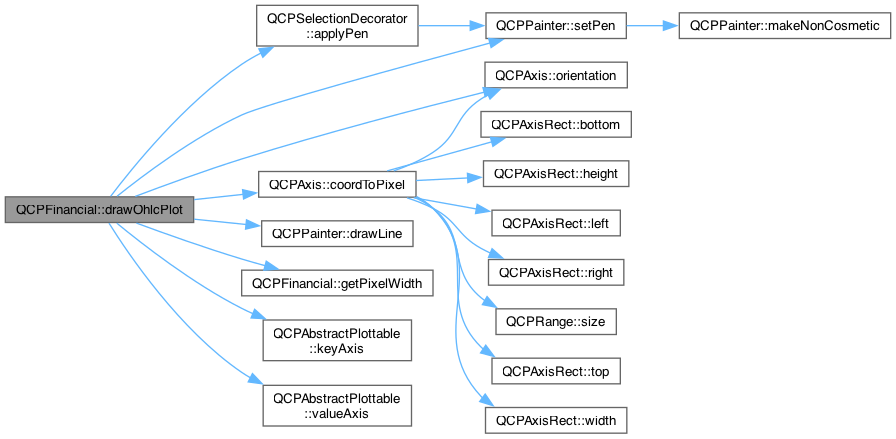 QCPFinancial::drawOhlcPlot
QCPSelectionDecorator
::applyPen
QCPAxis::coordToPixel
QCPPainter::drawLine
QCPFinancial::getPixelWidth
QCPAbstractPlottable
::keyAxis
QCPAbstractPlottable
::valueAxis
QCPPainter::setPen
QCPAxis::orientation
QCPAxisRect::bottom
QCPAxisRect::height
QCPAxisRect::left
QCPAxisRect::right
QCPRange::size
QCPAxisRect::top
QCPAxisRect::width
QCPPainter::makeNonCosmetic